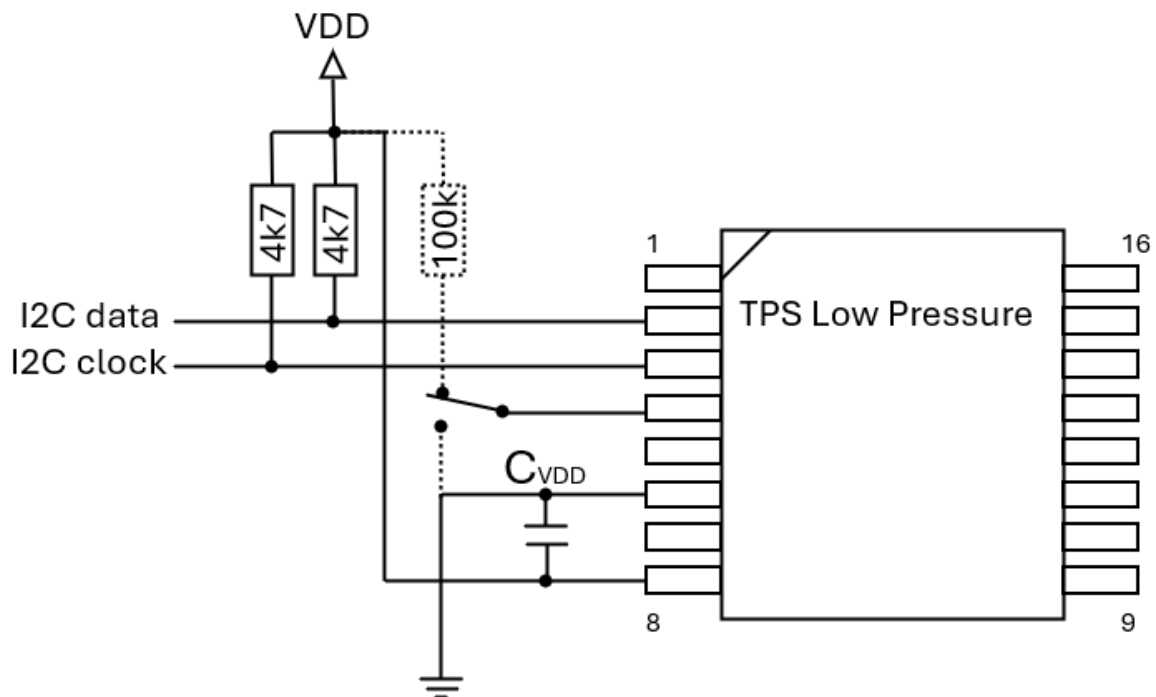 VDD
4k7
4k7
100k
1
16
I2C data
TPS Low Pressure
I2C clock
CVDD
8
9